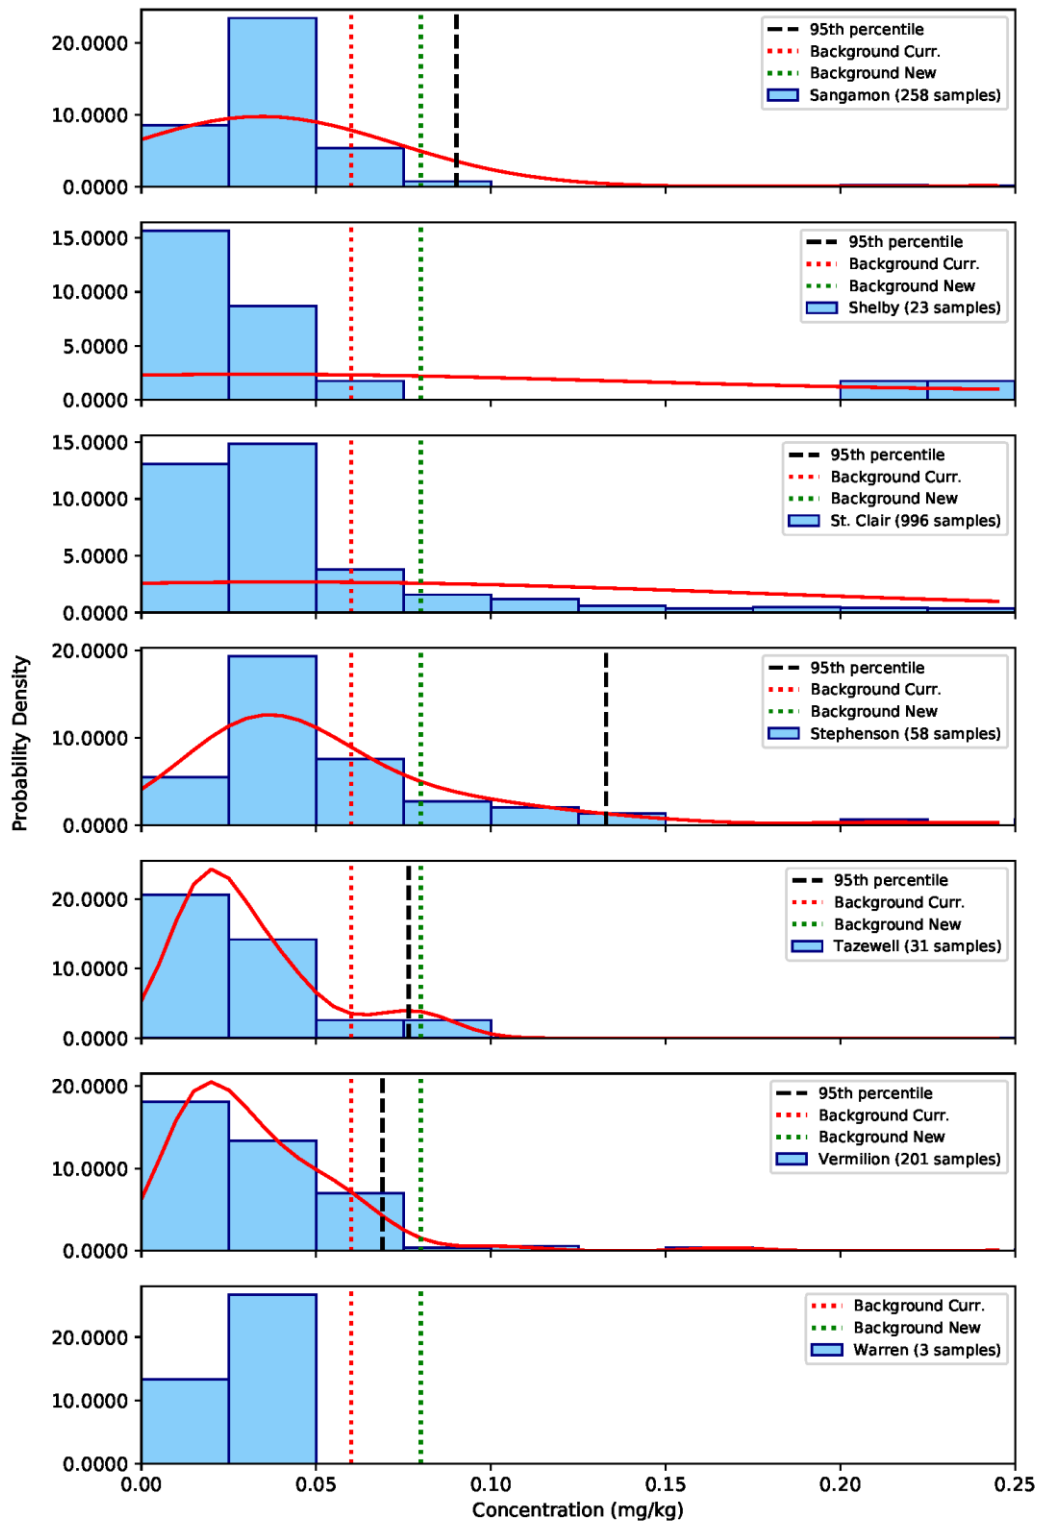 20.0000
10.0000
0.0000
95th percentile
Background Curr.
Background New
Sangamon (258 samples)
15.0000
10.0000
5.0000
0.0000
95th percentile
Background Curr.
Background New
Shelby (23 samples)
15.0000
10.0000
5.0000
0.0000
95th percentile
Background Curr.
Background New
St. Clair (996 samples)
Probability Density
20.0000
10.0000
0.0000
95th percentile
Background Curr.
Background New
Stephenson (58 samples)
20.0000
10.0000
0.0000
95th percentile
Background Curr.
Background New
Tazewell (31 samples)
20.0000
10.0000
0.0000
95th percentile
Background Curr.
Background New
Vermilion (201 samples)
20.0000
10.0000
0.0000
Background Curr.
Background New
Warren (3 samples)
0.00 0.05 0.10 0.15 0.20 0.25
Concentration (mg/kg)